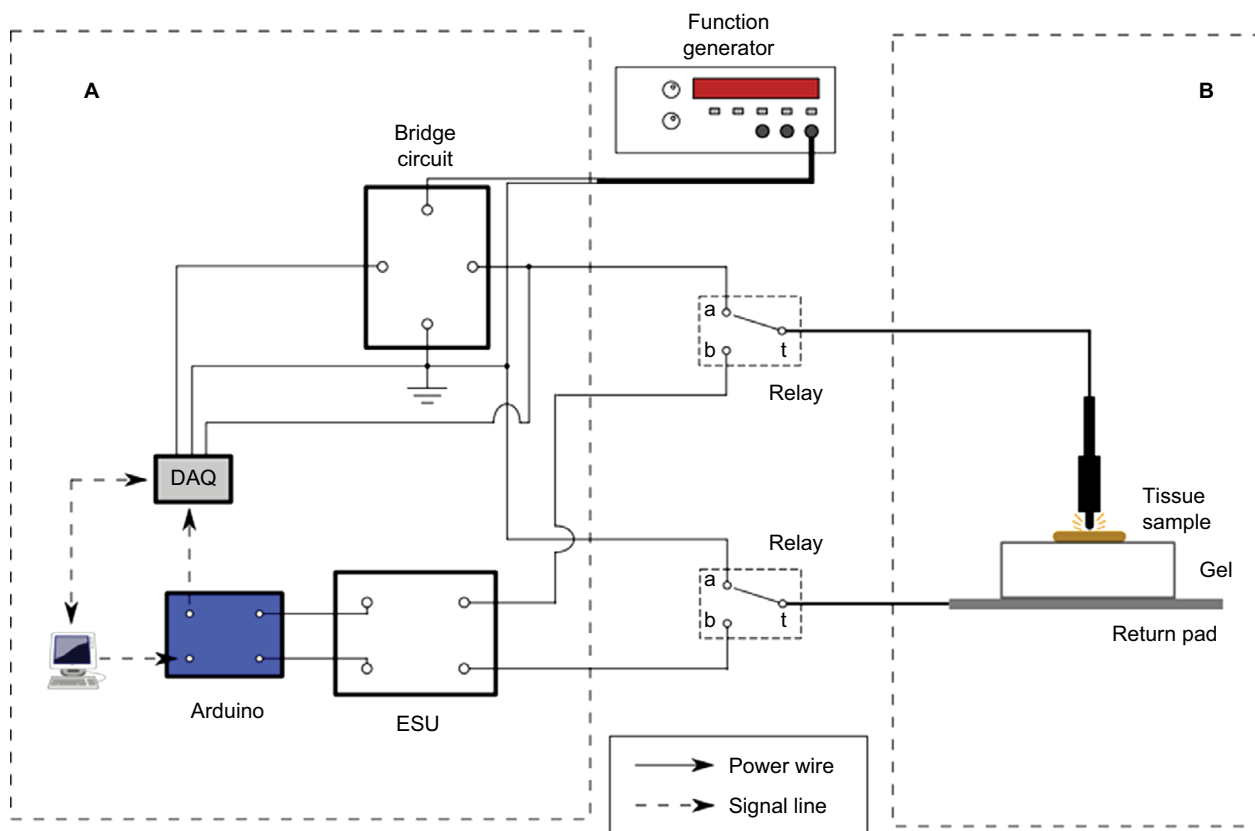 Function
generator
A
B
Bridge
circuit
a
b
t
Relay
DAQ
Tissue
sample
Relay
a
b
t
Gel
Return pad
Arduino
ESU
Power wire
Signal line